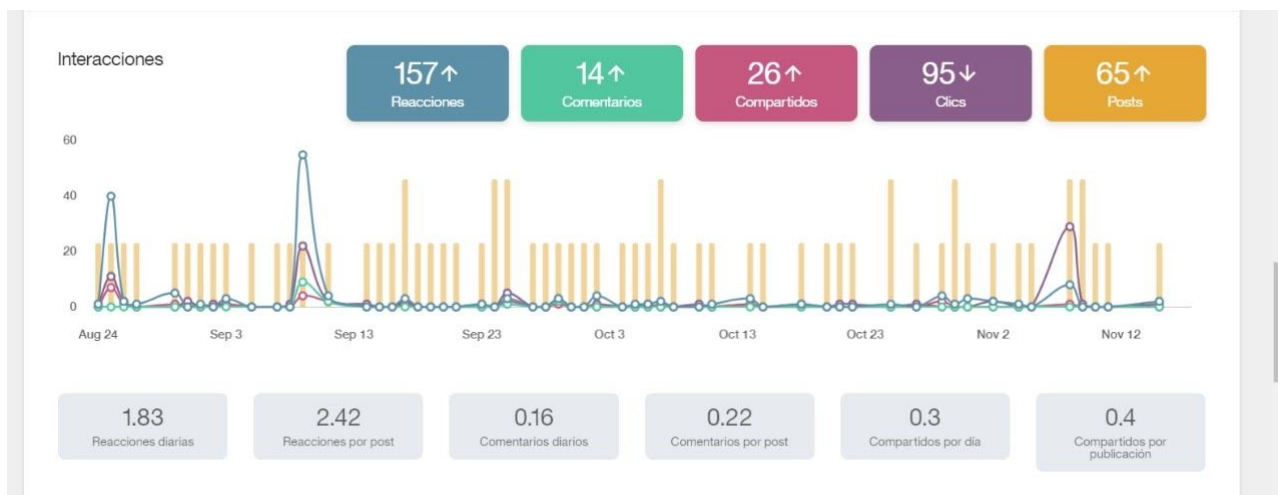 Interacciones
157↑
Reacciones
14↑
Comentarios
26↑
Compartidos
95↓
Clics
65↑
Posts
60
40
20
0
Aug 24
Sep 3
Sep 13
Sep 23
Oct 3
Oct 13
Oct 23
Nov 2
Nov 12
1.83
Reacciones diarias
2.42
Reacciones por post
0.16
Comentarios diarios
0.22
Comentarios por post
0.3
Compartidos por día
0.4
Compartidos por
publicación